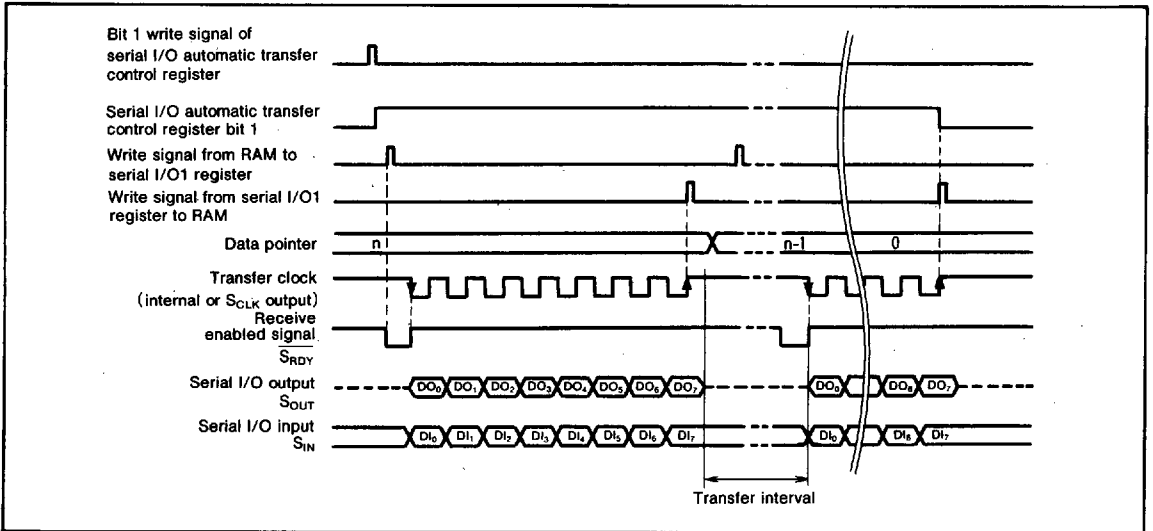 Bit 1 write signal of
serial I/O automatic transfer
control register
Serial I/O automatic transfer
control register bit 1
Write signal from RAM to
serial I/O1 register
Write signal from serial I/O1
register to RAM
Data pointer
n
n-1
0
Transfer clock
(internal or SCLK output)
Receive
enabled signal
SRDY
Serial I/O output
SOUT
DO0 DO1 DO2 DO3 DO4 DO5 DO6 DO7
DO0 DO6 DO7
Serial I/O input
SIN
DI0 DI1 DI2 DI3 DI4 DI5 DI6 DI7
DI0 DI6 DI7
Transfer interval